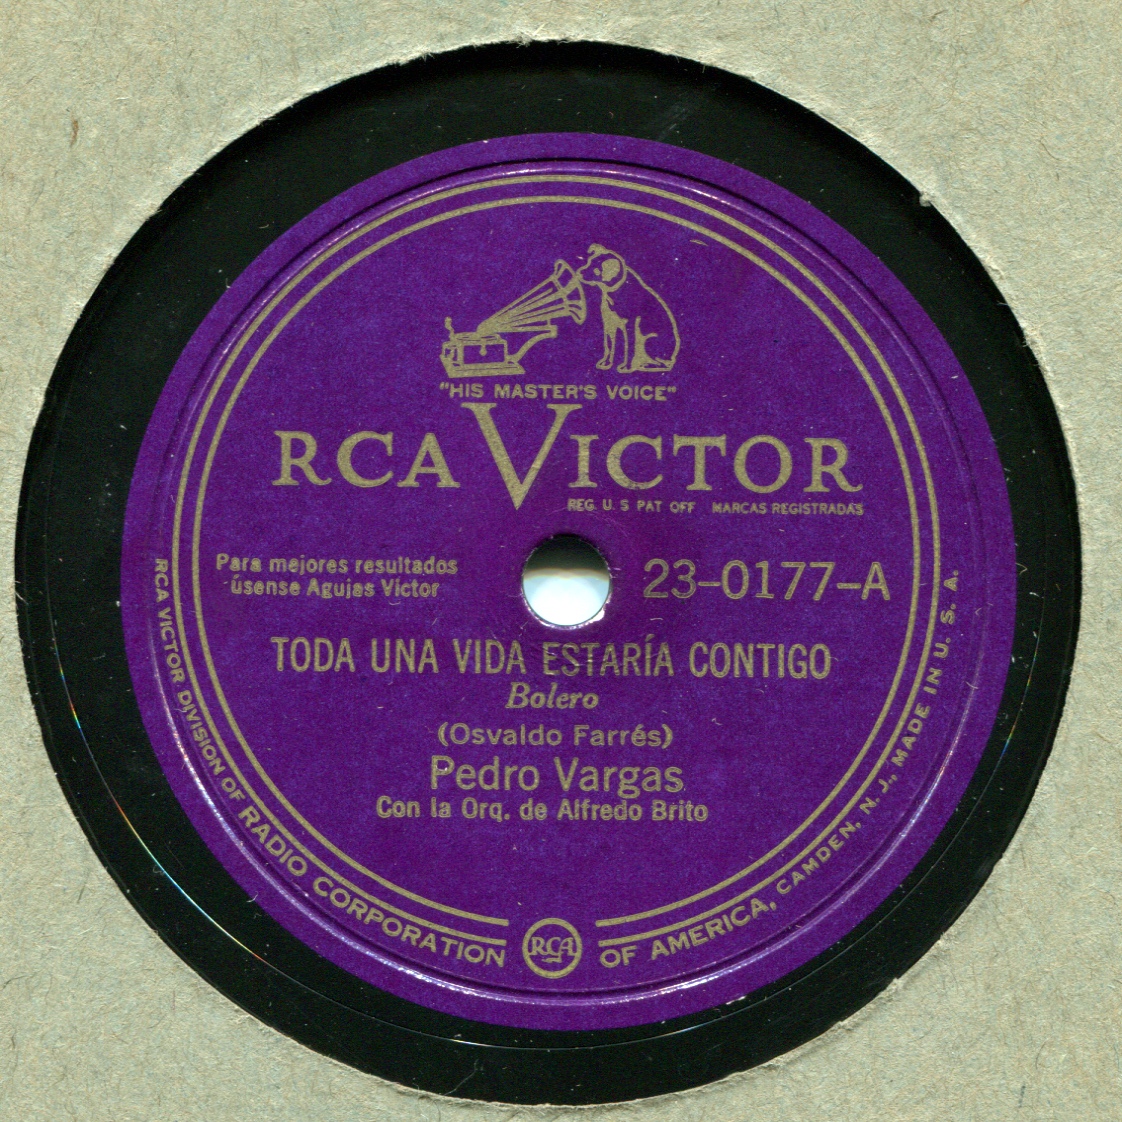 "HIS MASTER'S VOICE"
RCA VICTOR
REG. U. S. PAT. OFF. MARCAS REGISTRADAS
Para mejores resultados
úsense Agujas Víctor
23-0177-A
TODA UNA VIDA ESTARÍA CONTIGO
Bolero
(Osvaldo Farrés)
Pedro Vargas
Con la Orq. de Alfredo Brito
RCA VICTOR DIVISION OF RADIO CORPORATION OF AMERICA, CAMDEN, N. J., MADE IN U. S. A.
RCA